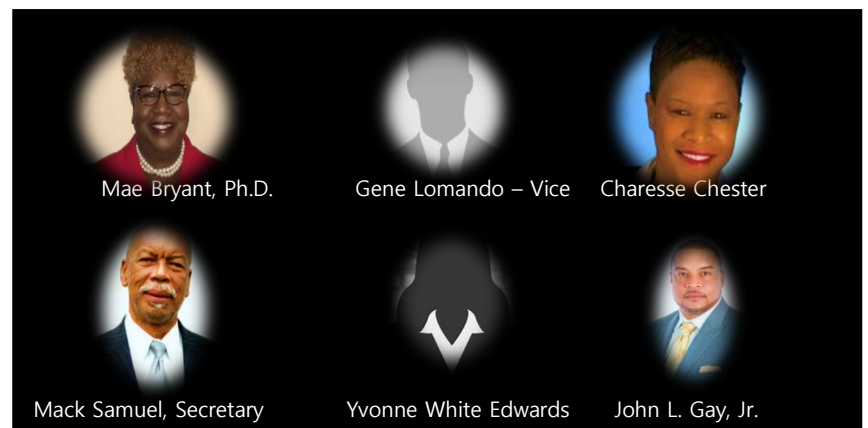 Mae Bryant, Ph.D.
Gene Lomando – Vice
Charesse Chester
Mack Samuel, Secretary
Yvonne White Edwards
John L. Gay, Jr.